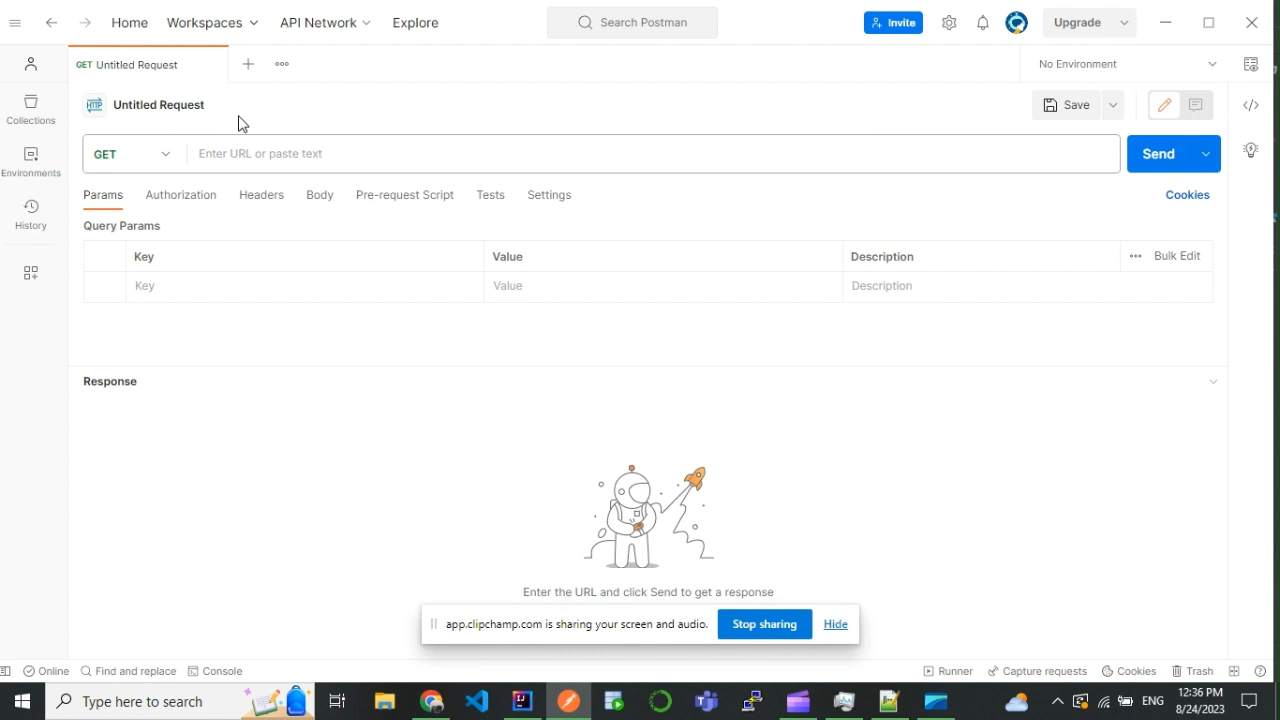 Home Workspaces API Network Explore Search Postman Invite Upgrade
GET Untitled Request No Environment
HTTP Untitled Request Save
Collections
GET Enter URL or paste text Send
Environments
Params Authorization Headers Body Pre-request Script Tests Settings Cookies
History
Query Params
Key Value Description Bulk Edit
Key Value Description
Response
Enter the URL and click Send to get a response
app.clipchamp.com is sharing your screen and audio. Stop sharing Hide
Online Find and replace Console Runner Capture requests Cookies Trash
Type here to search ENG 12:36 PM
8/24/2023